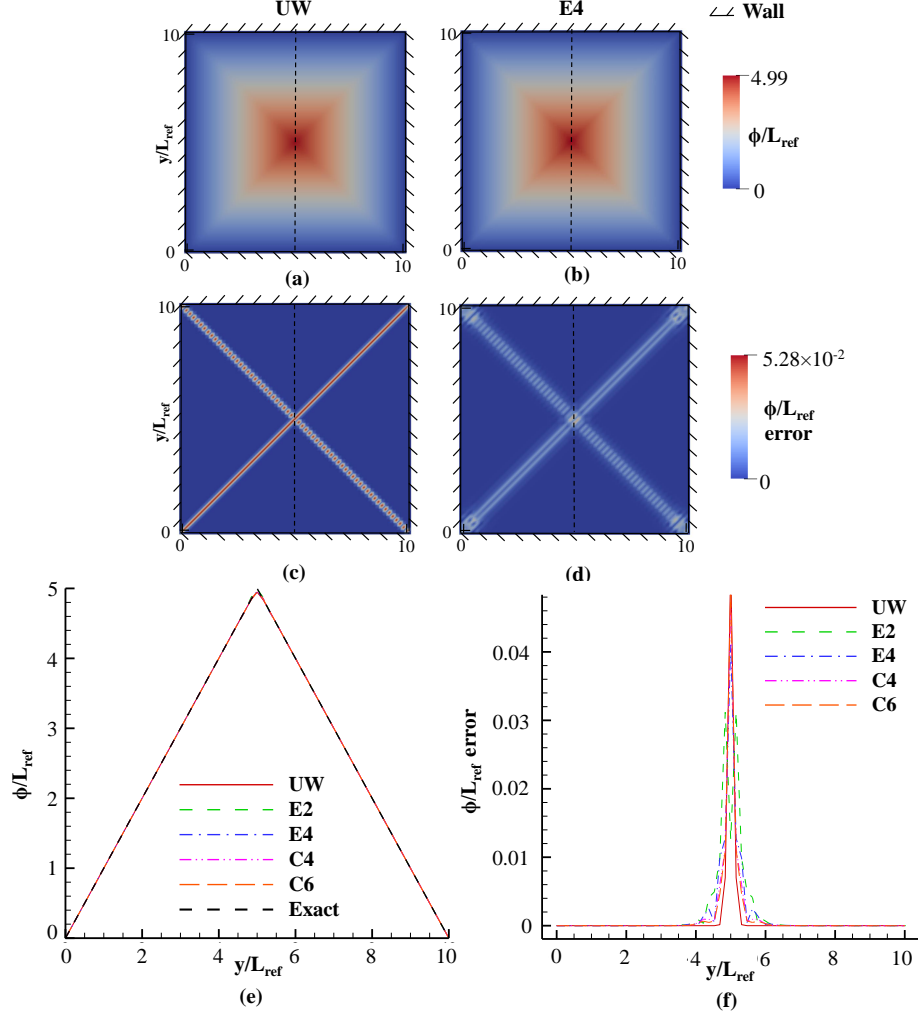 UW
E4
Wall
10
y/L_ref
0
10
(a)
0
10
(b)
4.99
ϕ/L_ref
0
10
y/L_ref
0
0
10
(c)
10
0
0
10
(d)
5.28×10⁻²
ϕ/L_ref
error
0
5
4
3
2
1
0
ϕ/L_ref
UW
E2
E4
C4
C6
Exact
0
2
4
6
8
10
y/L_ref
(e)
0.04
0.03
0.02
0.01
0
ϕ/L_ref error
UW
E2
E4
C4
C6
0
2
4
6
8
10
y/L_ref
(f)